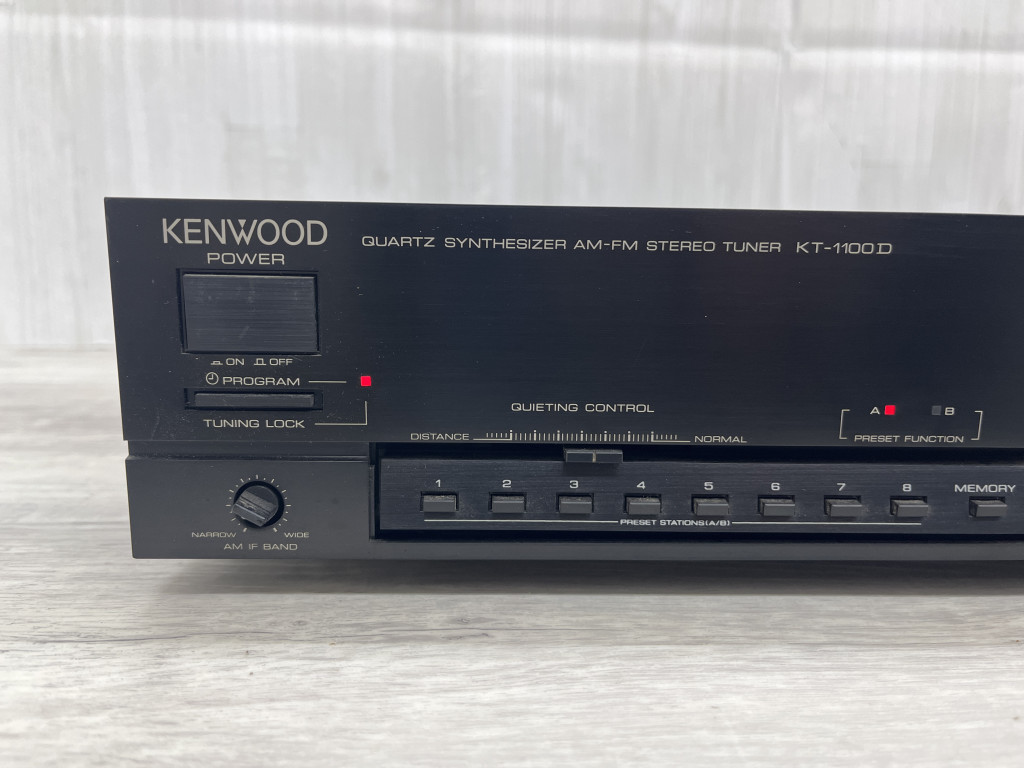 KENWOOD
QUARTZ SYNTHESIZER AM-FM STEREO TUNER KT-1100D
POWER
ON OFF
PROGRAM
TUNING LOCK
QUIETING CONTROL
DISTANCE NORMAL
A B
PRESET FUNCTION
1 2 3 4 5 6 7 8 MEMORY
PRESET STATIONS(A/B)
NARROW WIDE
AM IF BAND